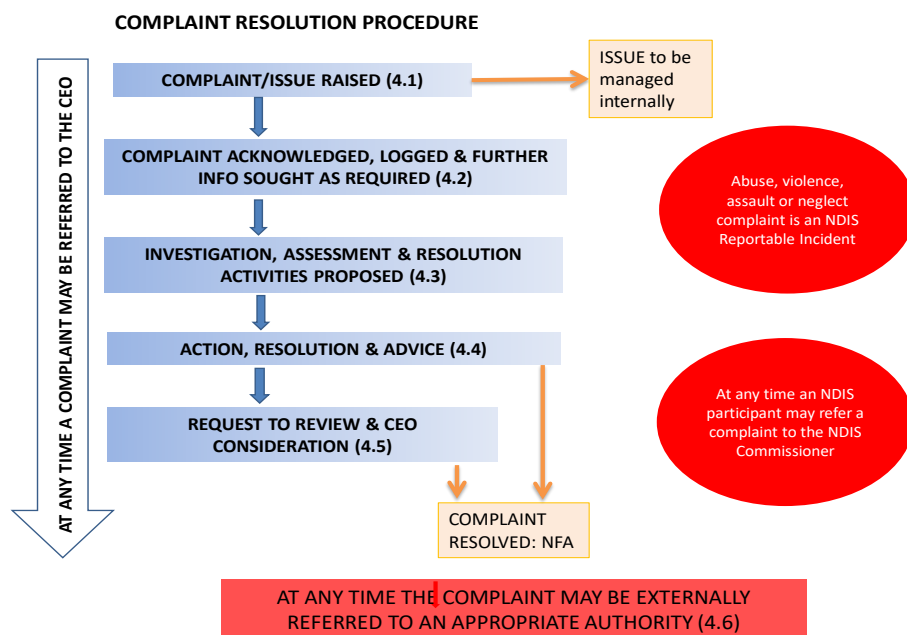 COMPLAINT RESOLUTION PROCEDURE
AT ANY TIME A COMPLAINT MAY BE REFERRED TO THE CEO
COMPLAINT/ISSUE RAISED (4.1)
ISSUE to be
managed
internally
COMPLAINT ACKNOWLEDGED, LOGGED & FURTHER
INFO SOUGHT AS REQUIRED (4.2)
Abuse, violence,
assault or neglect
complaint is an NDIS
Reportable Incident
INVESTIGATION, ASSESSMENT & RESOLUTION
ACTIVITIES PROPOSED (4.3)
ACTION, RESOLUTION & ADVICE (4.4)
At any time an NDIS
participant may refer a
complaint to the NDIS
Commissioner
REQUEST TO REVIEW & CEO
CONSIDERATION (4.5)
COMPLAINT
RESOLVED: NFA
AT ANY TIME THE COMPLAINT MAY BE EXTERNALLY
REFERRED TO AN APPROPRIATE AUTHORITY (4.6)